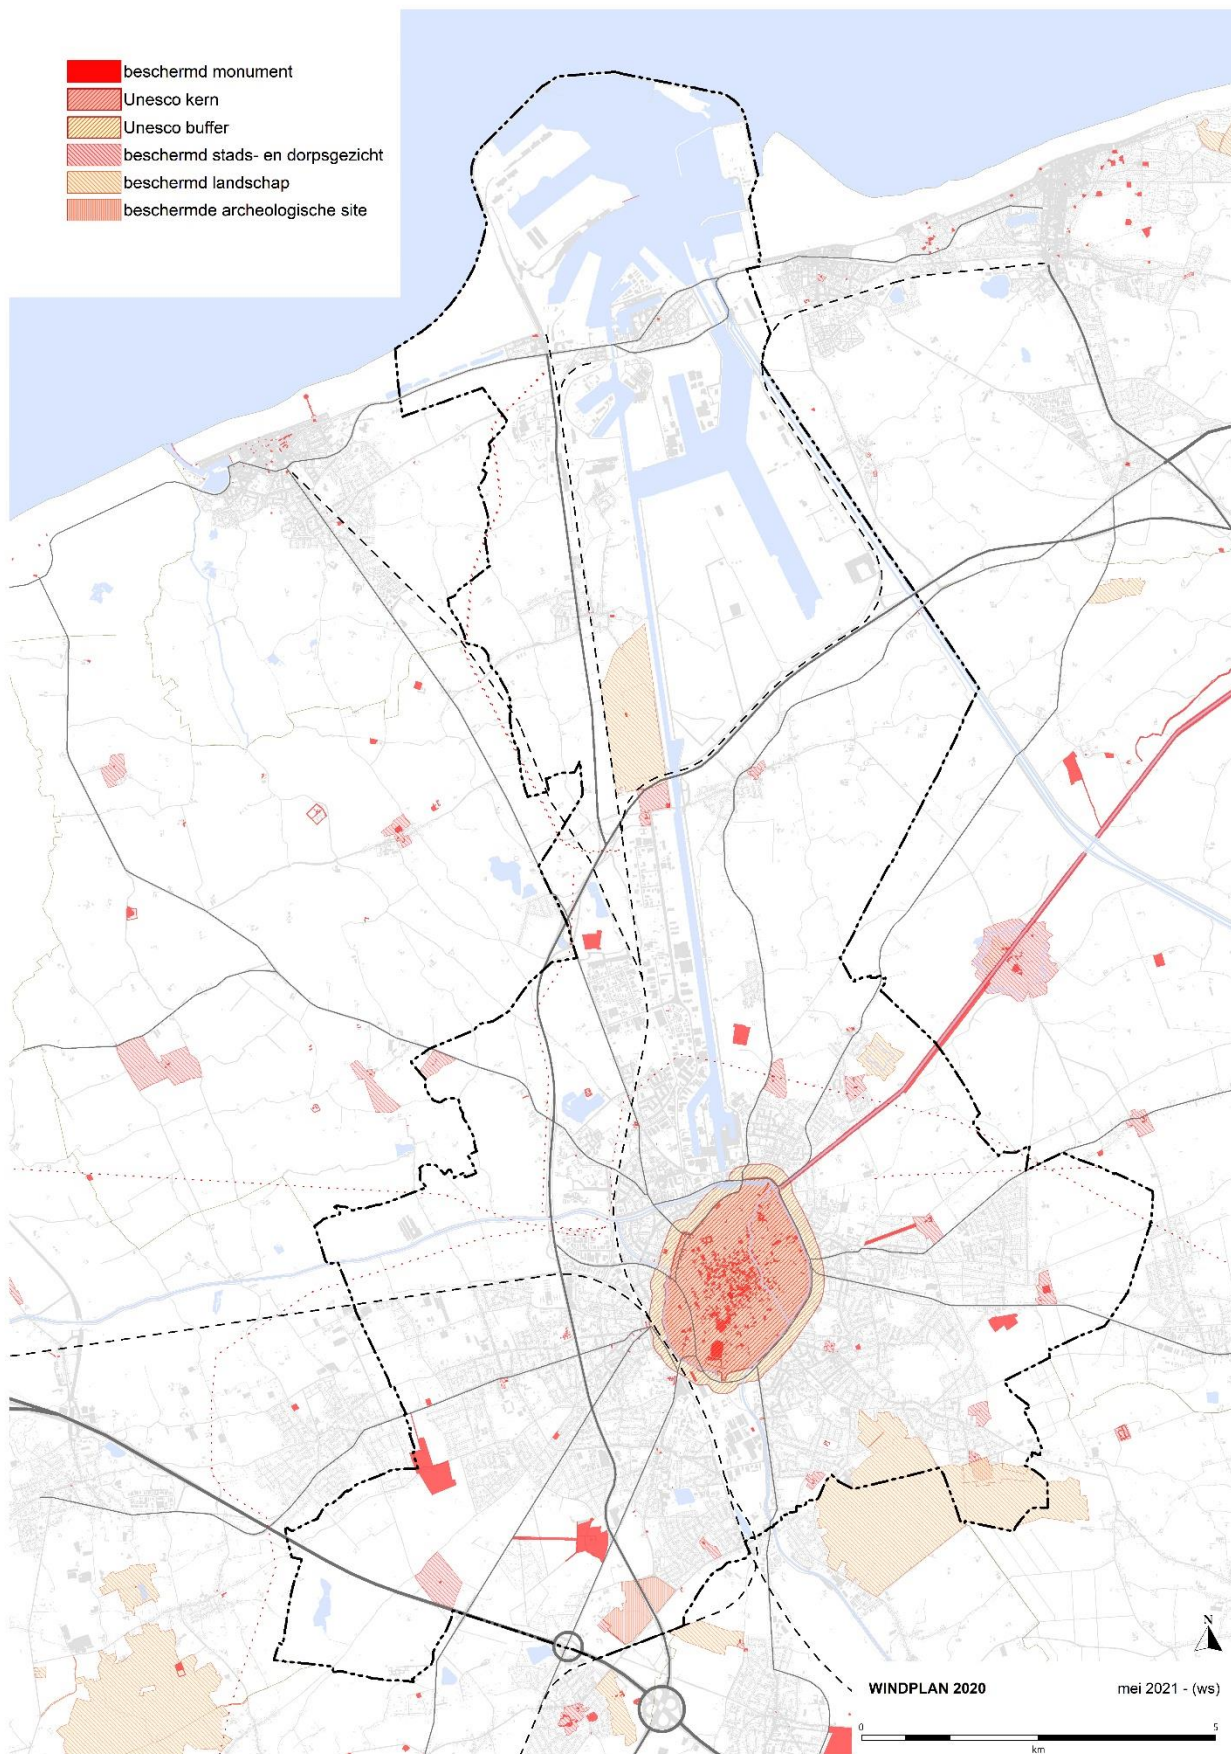 beschermd monument
Unesco kern
Unesco buffer
beschermd stads- en dorpsgezicht
beschermd landschap
beschermde archeologische site
N
WINDPLAN 2020 mei 2021 - (ws)
0 5
km